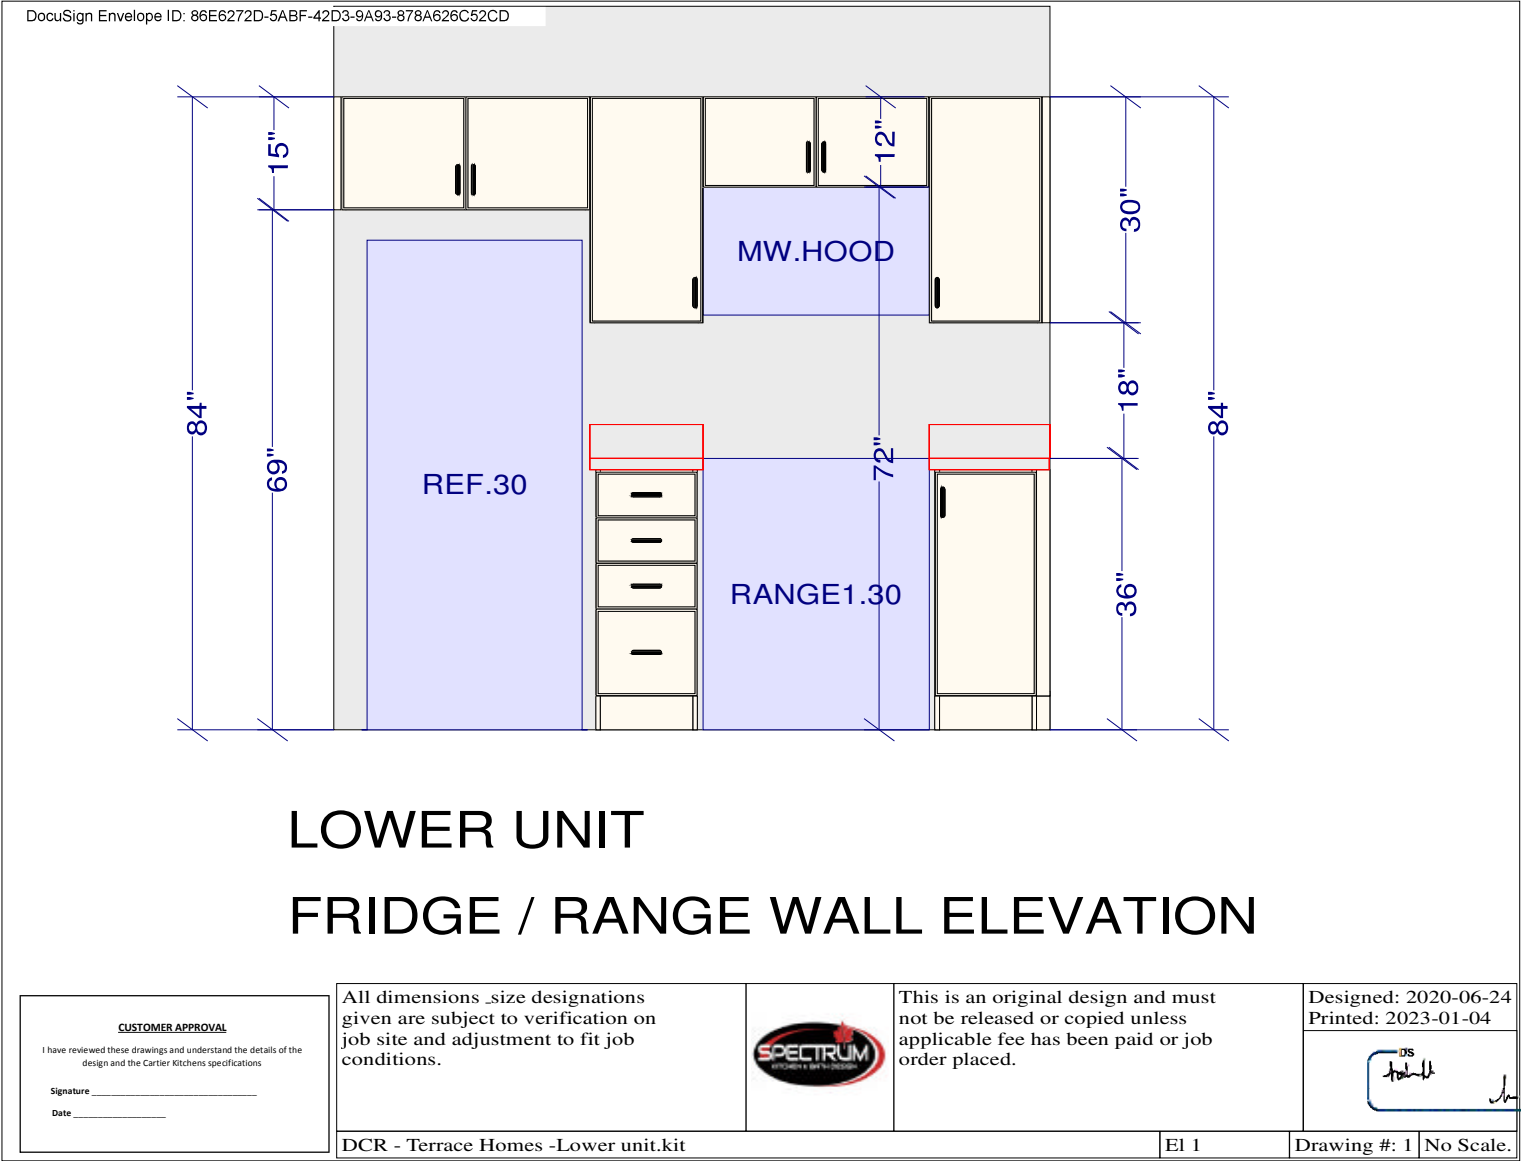 DocuSign Envelope ID: 86E6272D-5ABF-42D3-9A93-878A626C52CD
15"
12"
30"
MW.HOOD
84"
69"
18"
84"
72"
REF.30
RANGE1.30
36"
LOWER UNIT
FRIDGE / RANGE WALL ELEVATION
CUSTOMER APPROVAL
I have reviewed these drawings and understand the details of the
design and the Cartier Kitchens specifications
Signature
Date
All dimensions _size designations
given are subject to verification on
job site and adjustment to fit job
conditions.
SPECTRUM
KITCHEN & BATH DESIGN
This is an original design and must
not be released or copied unless
applicable fee has been paid or job
order placed.
Designed: 2020-06-24
Printed: 2023-01-04
DS
DCR - Terrace Homes -Lower unit.kit
El 1
Drawing #: 1
No Scale.